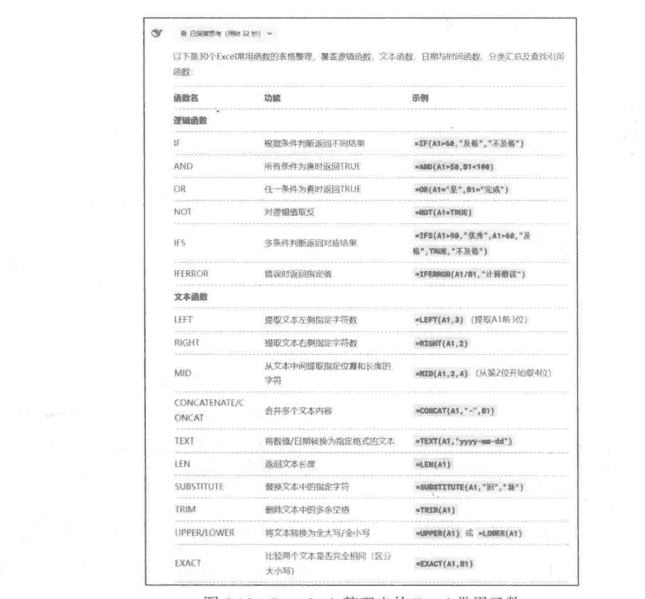 已深度思考（用时 32 秒）
以下是30个Excel常用函数的表格整理，覆盖逻辑函数、文本函数、日期与时间函数、分类汇总及查找引用
函数：
函数名 功能 示例
逻辑函数
IF 根据条件判断返回不同结果 =IF(A1>60,"及格","不及格")
AND 所有条件为真时返回TRUE =AND(A1>50,B1<100)
OR 任一条件为真时返回TRUE =OR(A1="是",B1="完成")
NOT 对逻辑值取反 =NOT(A1=TRUE)
IFS 多条件判断返回对应结果 =IFS(A1>90,"优秀",A1>60,"及
格",TRUE,"不及格")
IFERROR 错误时返回指定值 =IFERROR(A1/B1,"计算错误")
文本函数
LEFT 提取文本左侧指定字符数 =LEFT(A1,3) （提取A1前3位）
RIGHT 提取文本右侧指定字符数 =RIGHT(A1,2)
MID 从文本中间提取指定位置和长度的
字符 =MID(A1,2,4) （从第2位开始取4位）
CONCATENATE/C
ONCAT 合并多个文本内容 =CONCAT(A1,"-",B1)
TEXT 将数值/日期转换为指定格式的文本 =TEXT(A1,"yyyy-mm-dd")
LEN 返回文本长度 =LEN(A1)
SUBSTITUTE 替换文本中的指定字符 =SUBSTITUTE(A1,"旧","新")
TRIM 删除文本中的多余空格 =TRIM(A1)
UPPER/LOWER 将文本转换为全大写/全小写 =UPPER(A1) 或 =LOWER(A1)
EXACT 比较两个文本是否完全相同（区分
大小写） =EXACT(A1,B1)